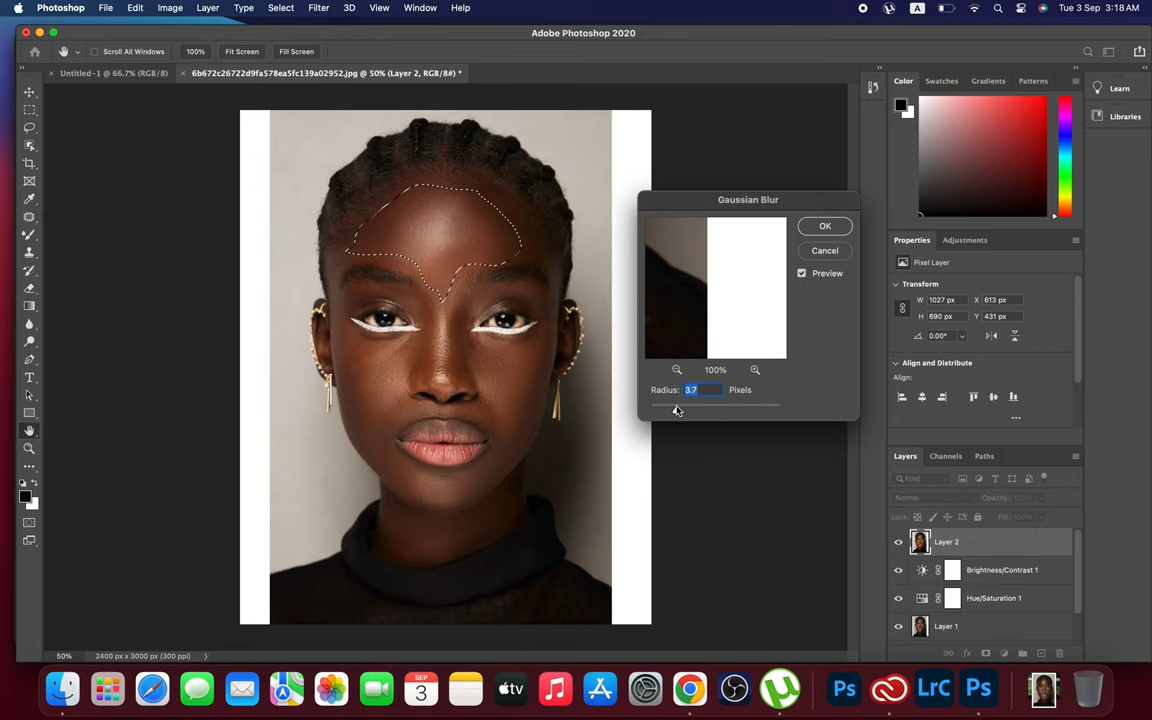 Photoshop File Edit Image Layer Type Select Filter 3D View Window Help A Tue 3 Sep 3:18 AM
Adobe Photoshop 2020
Scroll All Windows 100% Fit Screen Fill Screen
Untitled-1 @ 66.7% (RGB/8) 6b672c26722d9fa578ea5fc139a02952.jpg @ 50% (Layer 2, RGB/8#) *
Color Swatches Gradients Patterns
Learn
Libraries
Gaussian Blur
OK
Cancel
Preview
100%
Radius: 3.7 Pixels
Properties Adjustments
Pixel Layer
Transform
W 1027 px X 613 px
H 690 px Y 431 px
0.00°
Align and Distribute
Align:
Layers Channels Paths
Kind
Normal Opacity: 100%
Lock: Fill: 100%
Layer 2
Brightness/Contrast 1
Hue/Saturation 1
Layer 1
fx
T
50% 2400 px x 3000 px (300 ppi)
SEP
3
tv
Ps LrC Ps